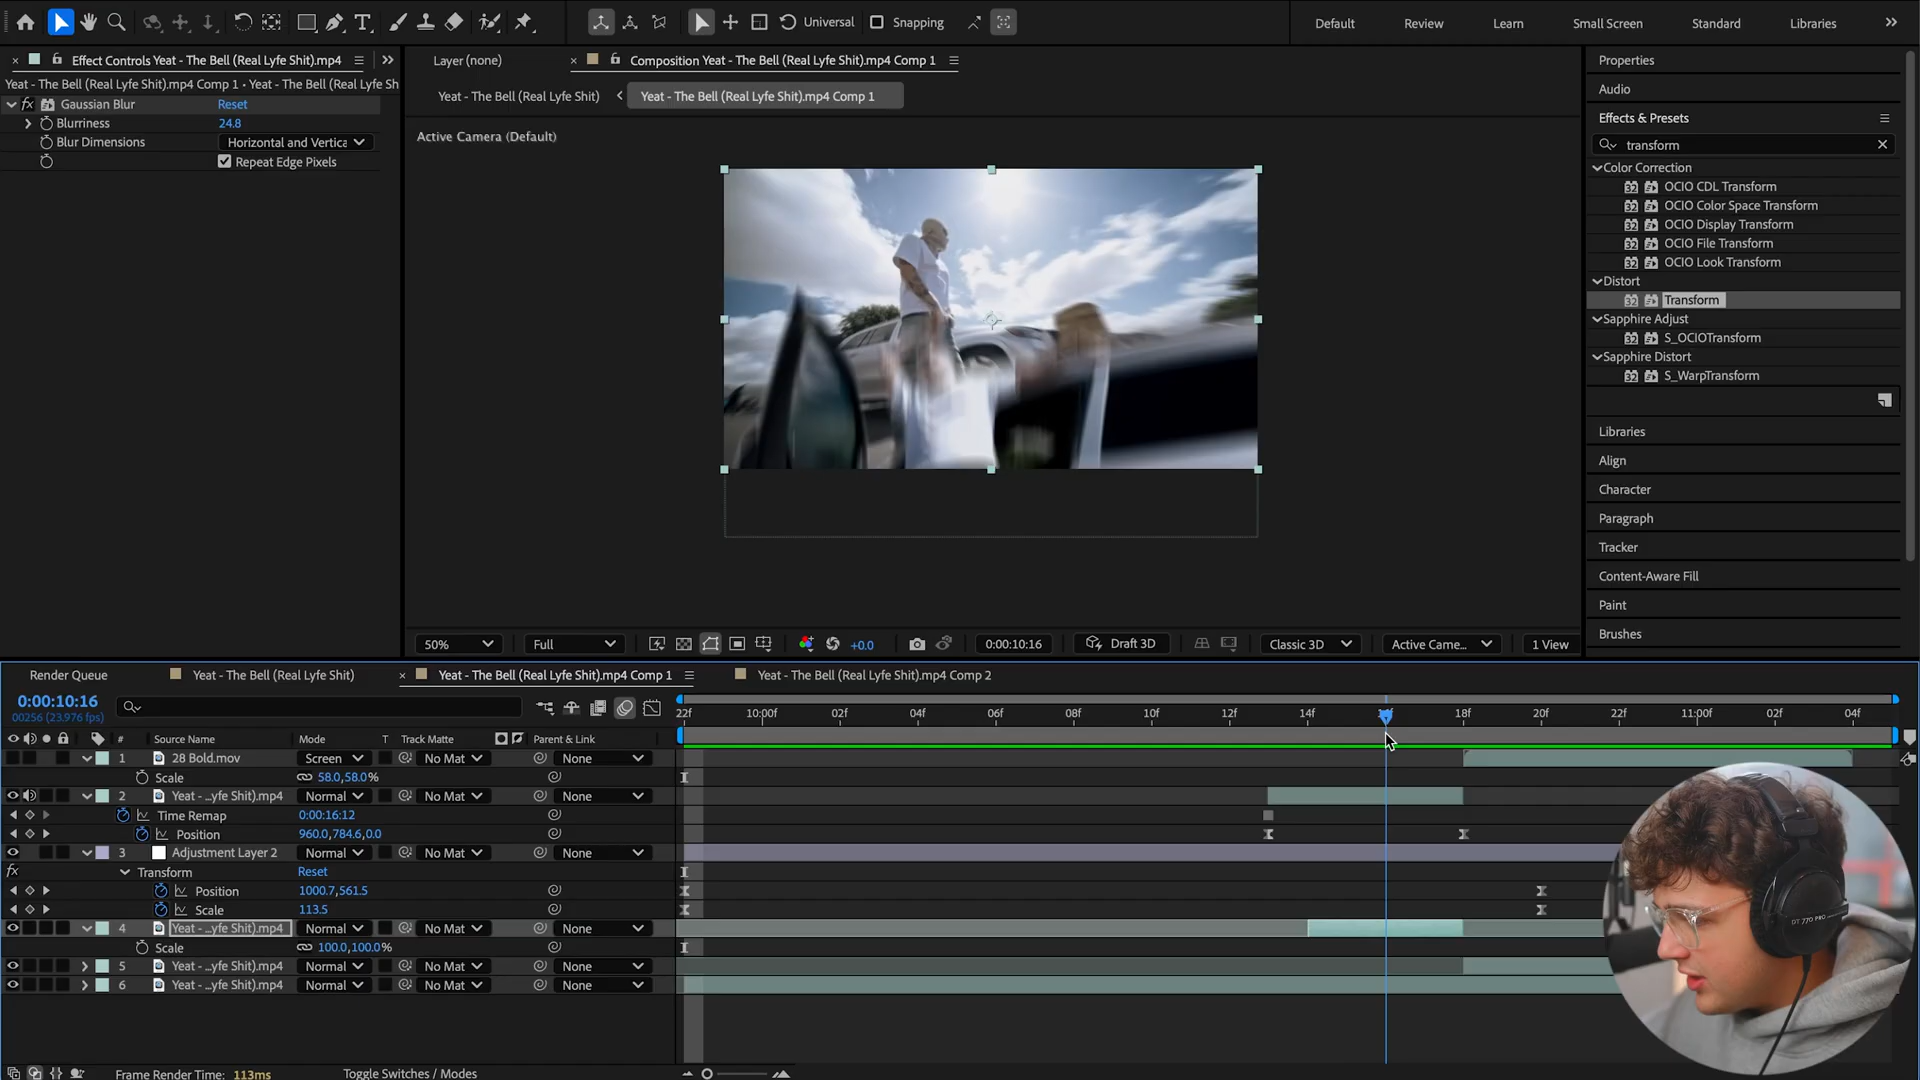 Universal
Snapping
Default
Review
Learn
Small Screen
Standard
Libraries
Effect Controls Yeat - The Bell (Real Lyfe Shit).mp4
Yeat - The Bell (Real Lyfe Shit).mp4 Comp 1 • Yeat - The Bell (Real Lyfe Sh
fx Gaussian Blur Reset
Blurriness 24.8
Blur Dimensions Horizontal and Vertica
Repeat Edge Pixels
Layer (none)
Composition Yeat - The Bell (Real Lyfe Shit).mp4 Comp 1
Yeat - The Bell (Real Lyfe Shit)
Yeat - The Bell (Real Lyfe Shit).mp4 Comp 1
Active Camera (Default)
50%
Full
+0.0
0:00:10:16
Draft 3D
Classic 3D
Active Came...
1 View
Properties
Audio
Effects & Presets
transform
Color Correction
32 OCIO CDL Transform
32 OCIO Color Space Transform
32 OCIO Display Transform
32 OCIO File Transform
32 OCIO Look Transform
Distort
32 Transform
Sapphire Adjust
32 S_OCIOTransform
Sapphire Distort
32 S_WarpTransform
Libraries
Align
Character
Paragraph
Tracker
Content-Aware Fill
Paint
Brushes
Render Queue
Yeat - The Bell (Real Lyfe Shit)
Yeat - The Bell (Real Lyfe Shit).mp4 Comp 1
Yeat - The Bell (Real Lyfe Shit).mp4 Comp 2
0:00:10:16
00256 (23.976 fps)
22f 10:00f 02f 04f 06f 08f 10f 12f 14f 18f 20f 22f 11:00f 02f 04f
# Source Name Mode T Track Matte Parent & Link
1 28 Bold.mov Screen No Mat None
Scale 58.0,58.0%
2 Yeat - ...yfe Shit).mp4 Normal No Mat None
Time Remap 0:00:16:12
Position 960.0,784.6,0.0
3 Adjustment Layer 2 Normal No Mat None
fx Transform Reset
Position 1000.7,561.5
Scale 113.5
4 Yeat - ...yfe Shit).mp4 Normal No Mat None
Scale 100.0,100.0%
5 Yeat - ...yfe Shit).mp4 Normal No Mat None
6 Yeat - ...yfe Shit).mp4 Normal No Mat None
Frame Render Time: 113ms
Toggle Switches / Modes
DT 770 PRO